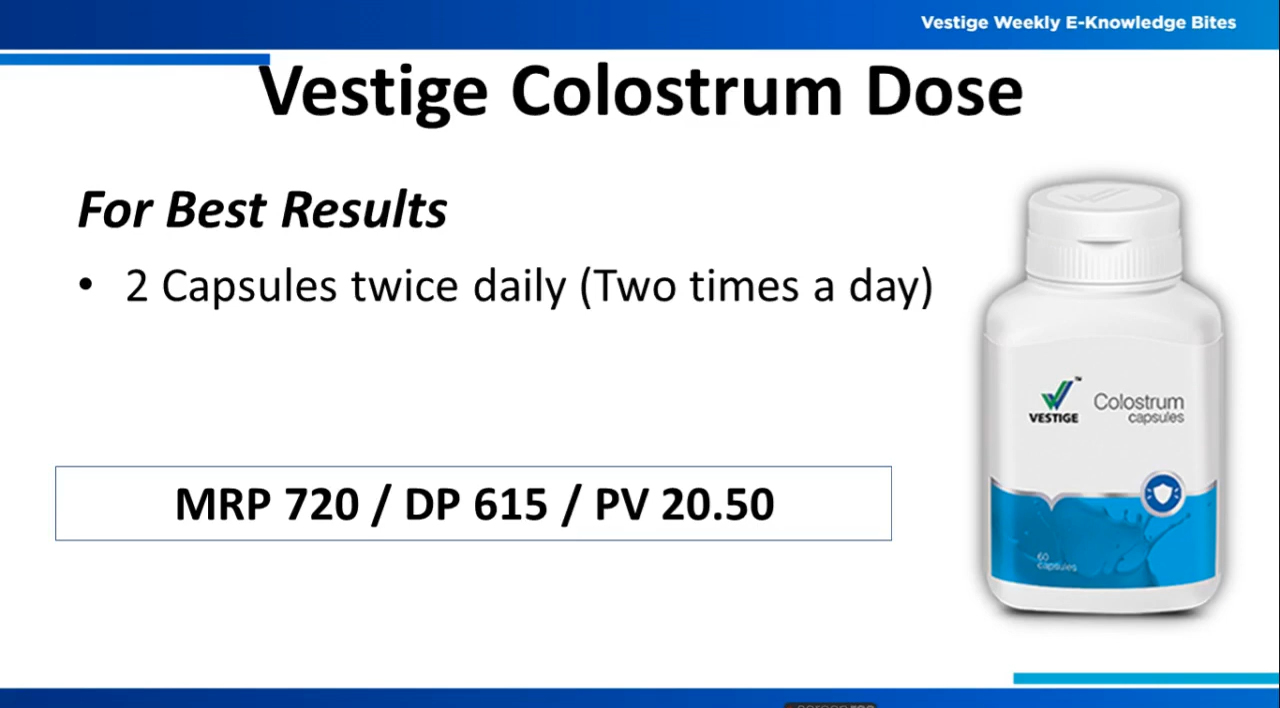 Vestige Weekly E-Knowledge Bites
Vestige Colostrum Dose
For Best Results
• 2 Capsules twice daily (Two times a day)
MRP 720 / DP 615 / PV 20.50
TM
VESTIGE
Colostrum
capsules
60
capsules